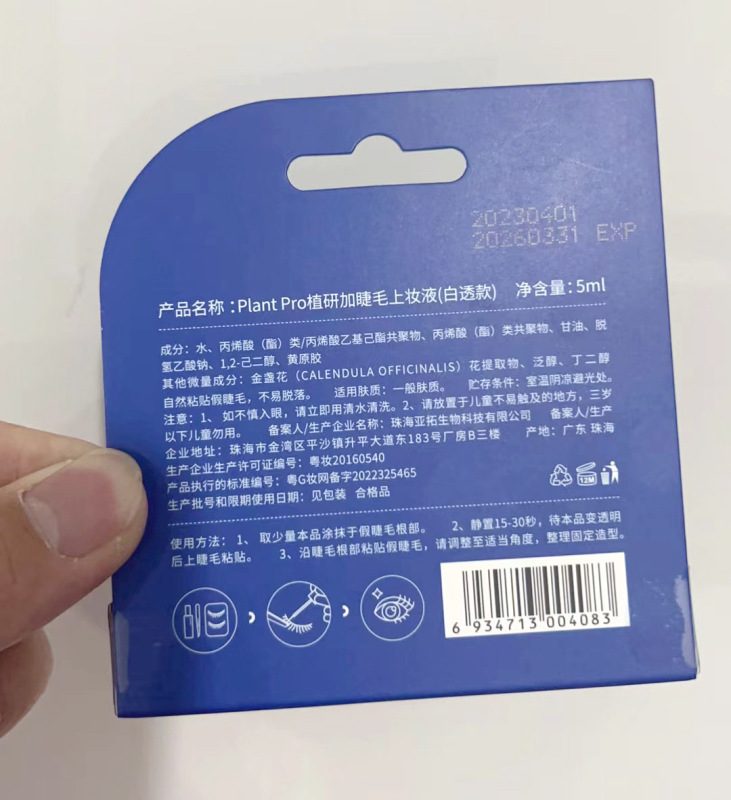 20230401
20260331 EXP
产品名称：Plant Pro植研加睫毛上妆液(白透款) 净含量：5ml
成分：水、丙烯酸（酯）类/丙烯酸乙基己酯共聚物、丙烯酸（酯）类共聚物、甘油、脱
氢乙酸钠、1,2-己二醇、黄原胶
其他微量成分：金盏花（CALENDULA OFFICINALIS）花提取物、泛醇、丁二醇
自然粘贴假睫毛，不易脱落。 适用肤质：一般肤质。 贮存条件：室温阴凉避光处。
注意：1、如不慎入眼，请立即用清水清洗。2、请放置于儿童不易触及的地方，三岁
以下儿童勿用。 备案人/生产企业名称：珠海亚拓生物科技有限公司 备案人/生产
企业地址：珠海市金湾区平沙镇升平大道东183号厂房B三楼 产地：广东 珠海
生产企业生产许可证编号：粤妆20160540
产品执行的标准编号：粤G妆网备字2022325465
生产批号和限期使用日期：见包装 合格品
12M
使用方法：1、取少量本品涂抹于假睫毛根部。 2、静置15-30秒，待本品变透明
后上睫毛粘贴。 3、沿睫毛根部粘贴假睫毛，请调整至适当角度，整理固定造型。
6 934713 004083